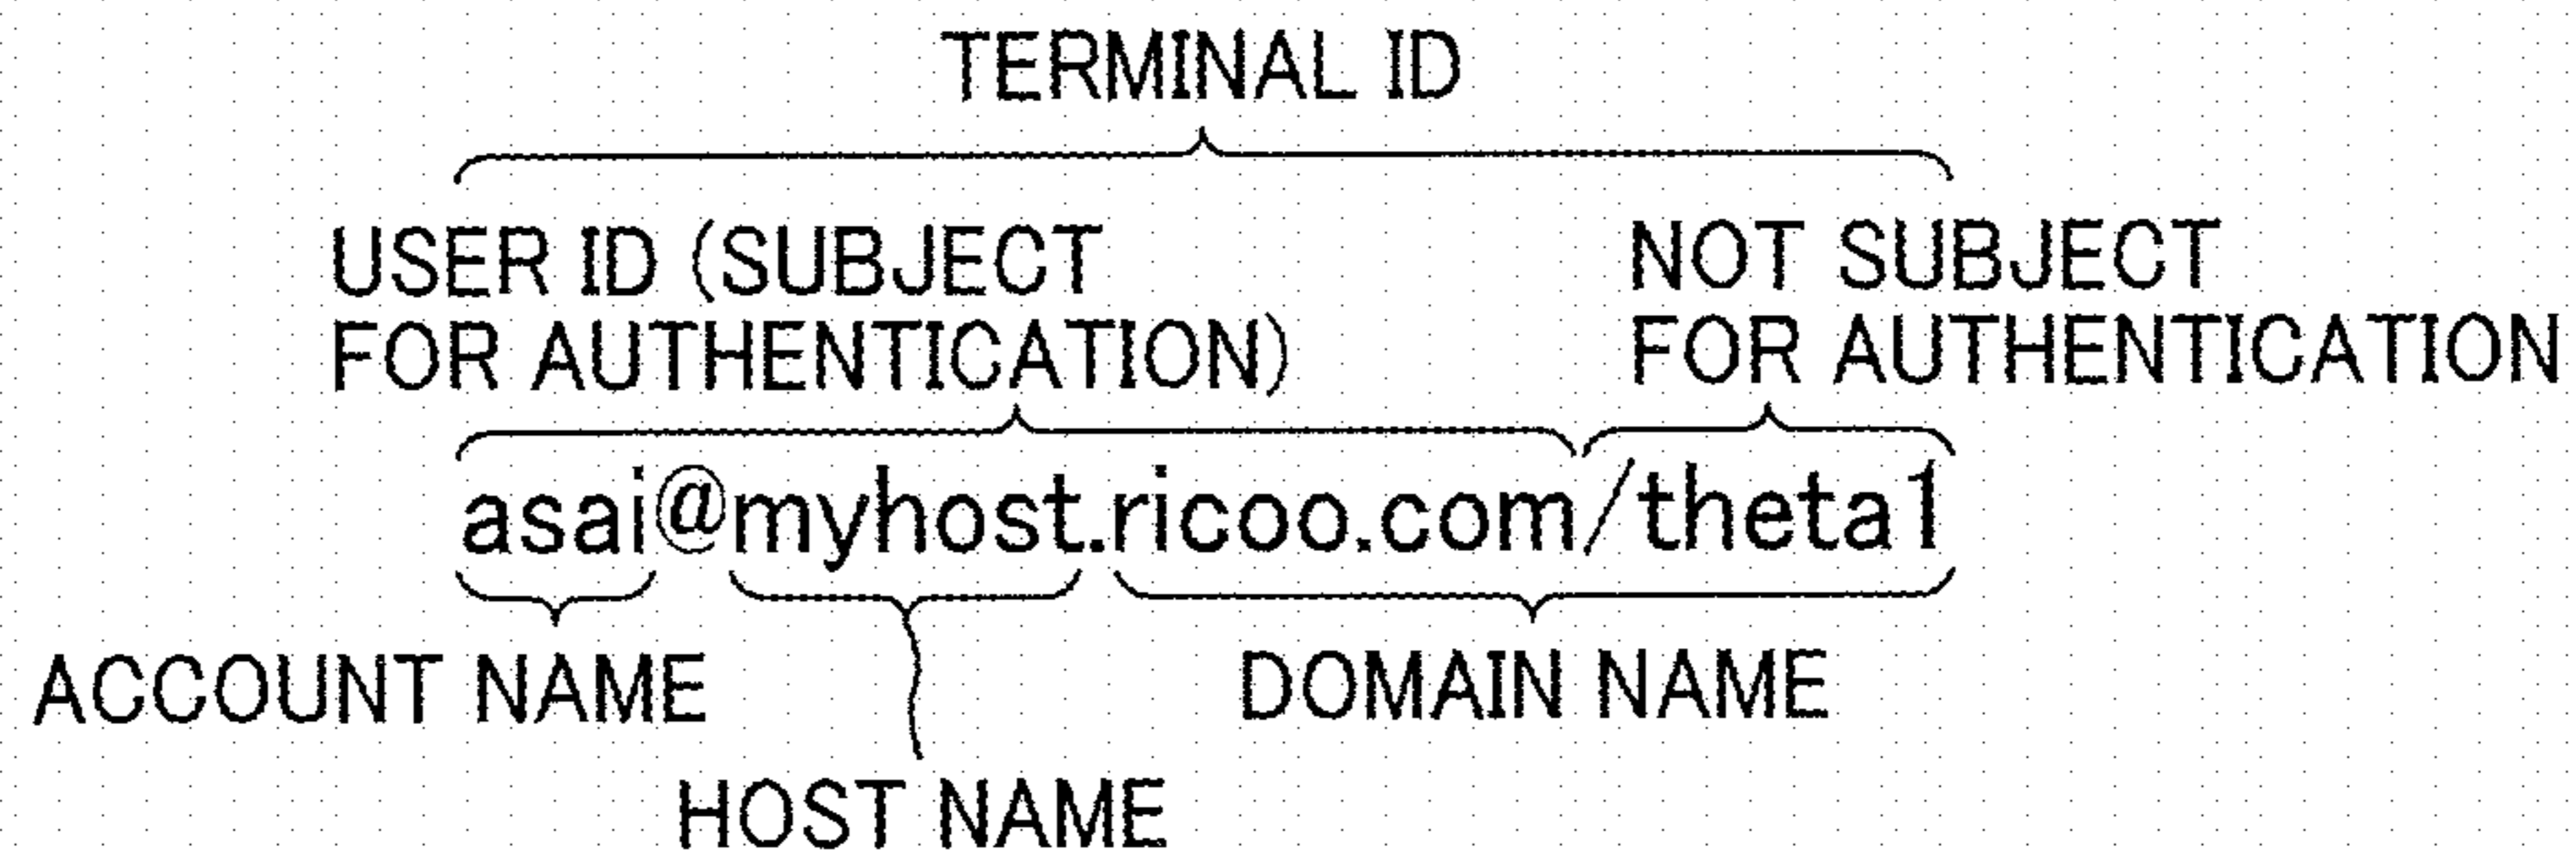 TERMINAL ID
USER ID (SUBJECT
FOR AUTHENTICATION)
NOT SUBJECT
FOR AUTHENTICATION
asai@myhost.ricoo.com/theta1
ACCOUNT NAME
DOMAIN NAME
HOST NAME